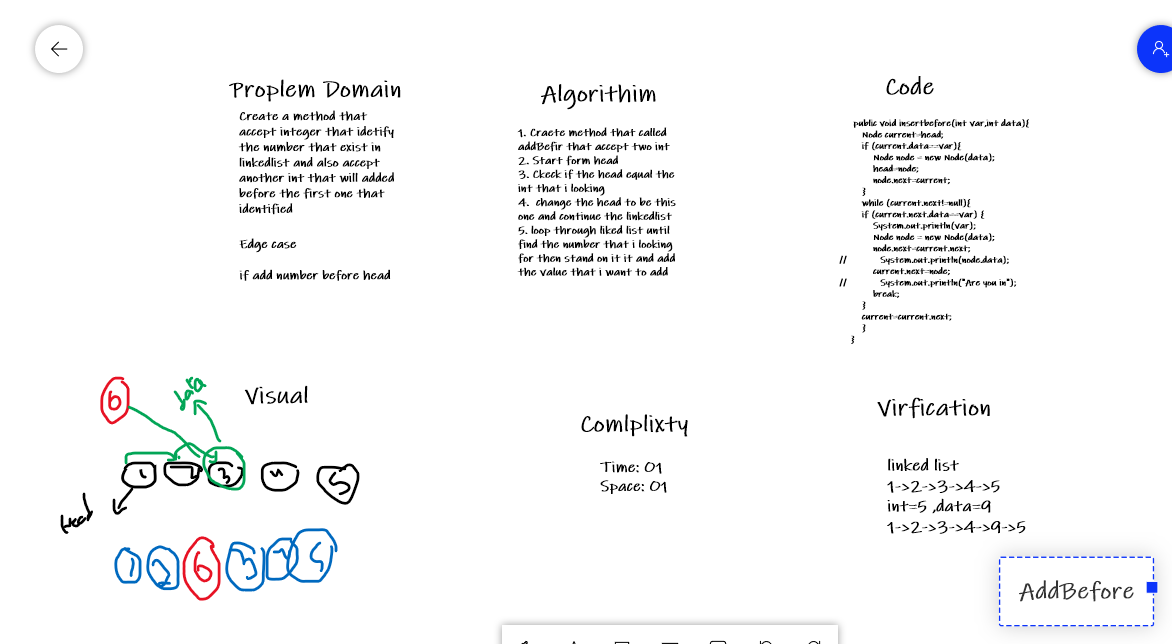 Proplem Domain
Create a method that
accept integer that idetify
the number that exist in
linkedlist and also accept
another int that will added
before the first one that
identified
Edge case
if add number before head
Algorithim
1. Craete method that called
addBefir that accept two int
2. Start form head
3. Ckeck if the head equal the
int that i looking
4. change the head to be this
one and continue the linkedlist
5. loop through liked list until
find the number that i looking
for then stand on it it and add
the value that i want to add
Code
public void insertbefore(int var,int data){
Node current=head;
if (current.data==var){
Node node = new Node(data);
head=node;
node.next=current;
}
while (current.next!=null){
if (current.next.data==var) {
System.out.println(var);
Node node = new Node(data);
node.next=current.next;
// System.out.println(node.data);
current.next=node;
// System.out.println("Are you in");
break;
}
current=current.next;
}
}
Visual
6
1 2 3 4 5
Head
1 2 6 3 5
Comlplixty
Time: O1
Space: O1
Virfication
linked list
1->2->3->4->5
int=5 ,data=9
1->2->3->4->9->5
AddBefore